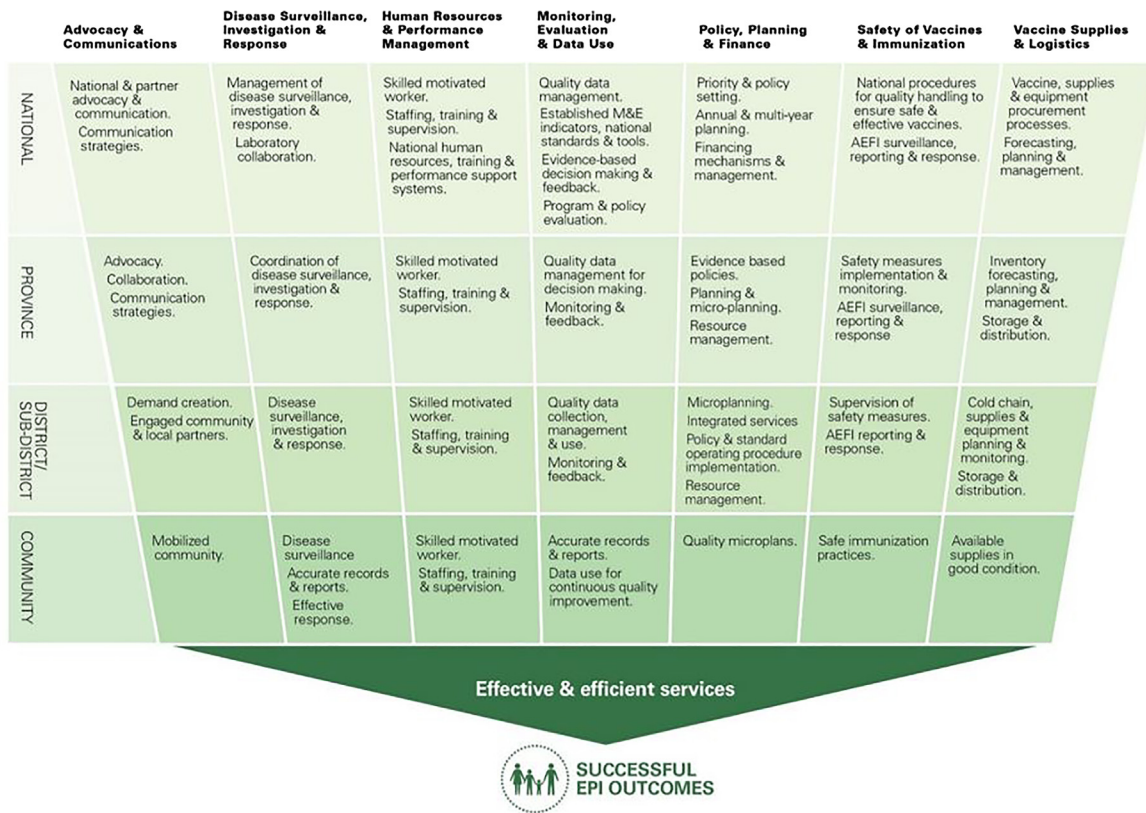 Advocacy &
Communications
Disease Surveillance,
Investigation &
Response
Human Resources
& Performance
Management
Monitoring,
Evaluation
& Data Use
Policy, Planning
& Finance
Safety of Vaccines
& Immunization
Vaccine Supplies
& Logistics
NATIONAL
National & partner
advocacy &
communication.
Communication
strategies.
Management of
disease surveillance,
investigation &
response.
Laboratory
collaboration.
Skilled motivated
worker.
Staffing, training &
supervision.
National human
resources, training &
performance support
systems.
Quality data
management.
Established M&E
indicators, national
standards & tools.
Evidence-based
decision making &
feedback.
Program & policy
evaluation.
Priority & policy
setting.
Annual & multi-year
planning.
Financing
mechanisms &
management.
National procedures
for quality handling to
ensure safe &
effective vaccines.
AEFI surveillance,
reporting & response.
Vaccine, supplies
& equipment
procurement
processes.
Forecasting,
planning &
management.
PROVINCE
Advocacy.
Collaboration.
Communication
strategies.
Coordination of
disease surveillance,
investigation &
response.
Skilled motivated
worker.
Staffing, training &
supervision.
Quality data
management for
decision making.
Monitoring &
feedback.
Evidence based
policies.
Planning &
micro-planning.
Resource
management.
Safety measures
implementation &
monitoring.
AEFI surveillance,
reporting &
response
Inventory
forecasting,
planning &
management.
Storage &
distribution.
DISTRICT/
SUB-DISTRICT
Demand creation.
Engaged community
& local partners.
Disease
surveillance,
investigation
& response.
Skilled motivated
worker.
Staffing, training
& supervision.
Quality data
collection,
management
& use.
Monitoring &
feedback.
Microplanning.
Integrated services
Policy & standard
operating procedure
implementation.
Resource
management.
Supervision of
safety measures.
AEFI reporting &
response.
Cold chain,
supplies &
equipment
planning &
monitoring.
Storage &
distribution.
COMMUNITY
Mobilized
community.
Disease
surveillance
Accurate records
& reports.
Effective
response.
Skilled motivated
worker.
Staffing, training
& supervision.
Accurate records
& reports.
Data use for
continuous quality
improvement.
Quality microplans.
Safe immunization
practices.
Available
supplies in
good condition.
Effective & efficient services
SUCCESSFUL
EPI OUTCOMES